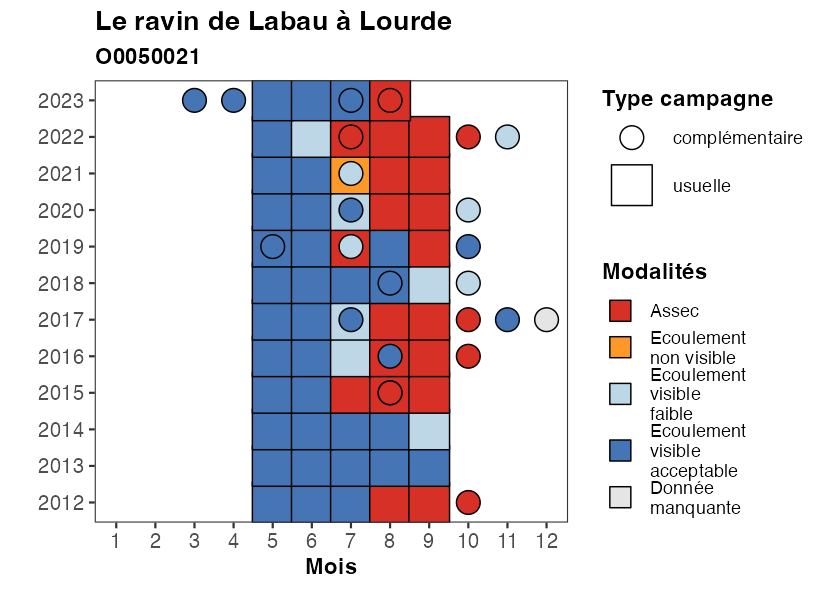 Le ravin de Labau à Lourde
O0050021
2023
2022
2021
2020
2019
2018
2017
2016
2015
2014
2013
2012
1 2 3 4 5 6 7 8 9 10 11 12
Mois
Type campagne
complémentaire
usuelle
Modalités
Assec
Ecoulement
non visible
Ecoulement
visible
faible
Ecoulement
visible
acceptable
Donnée
manquante